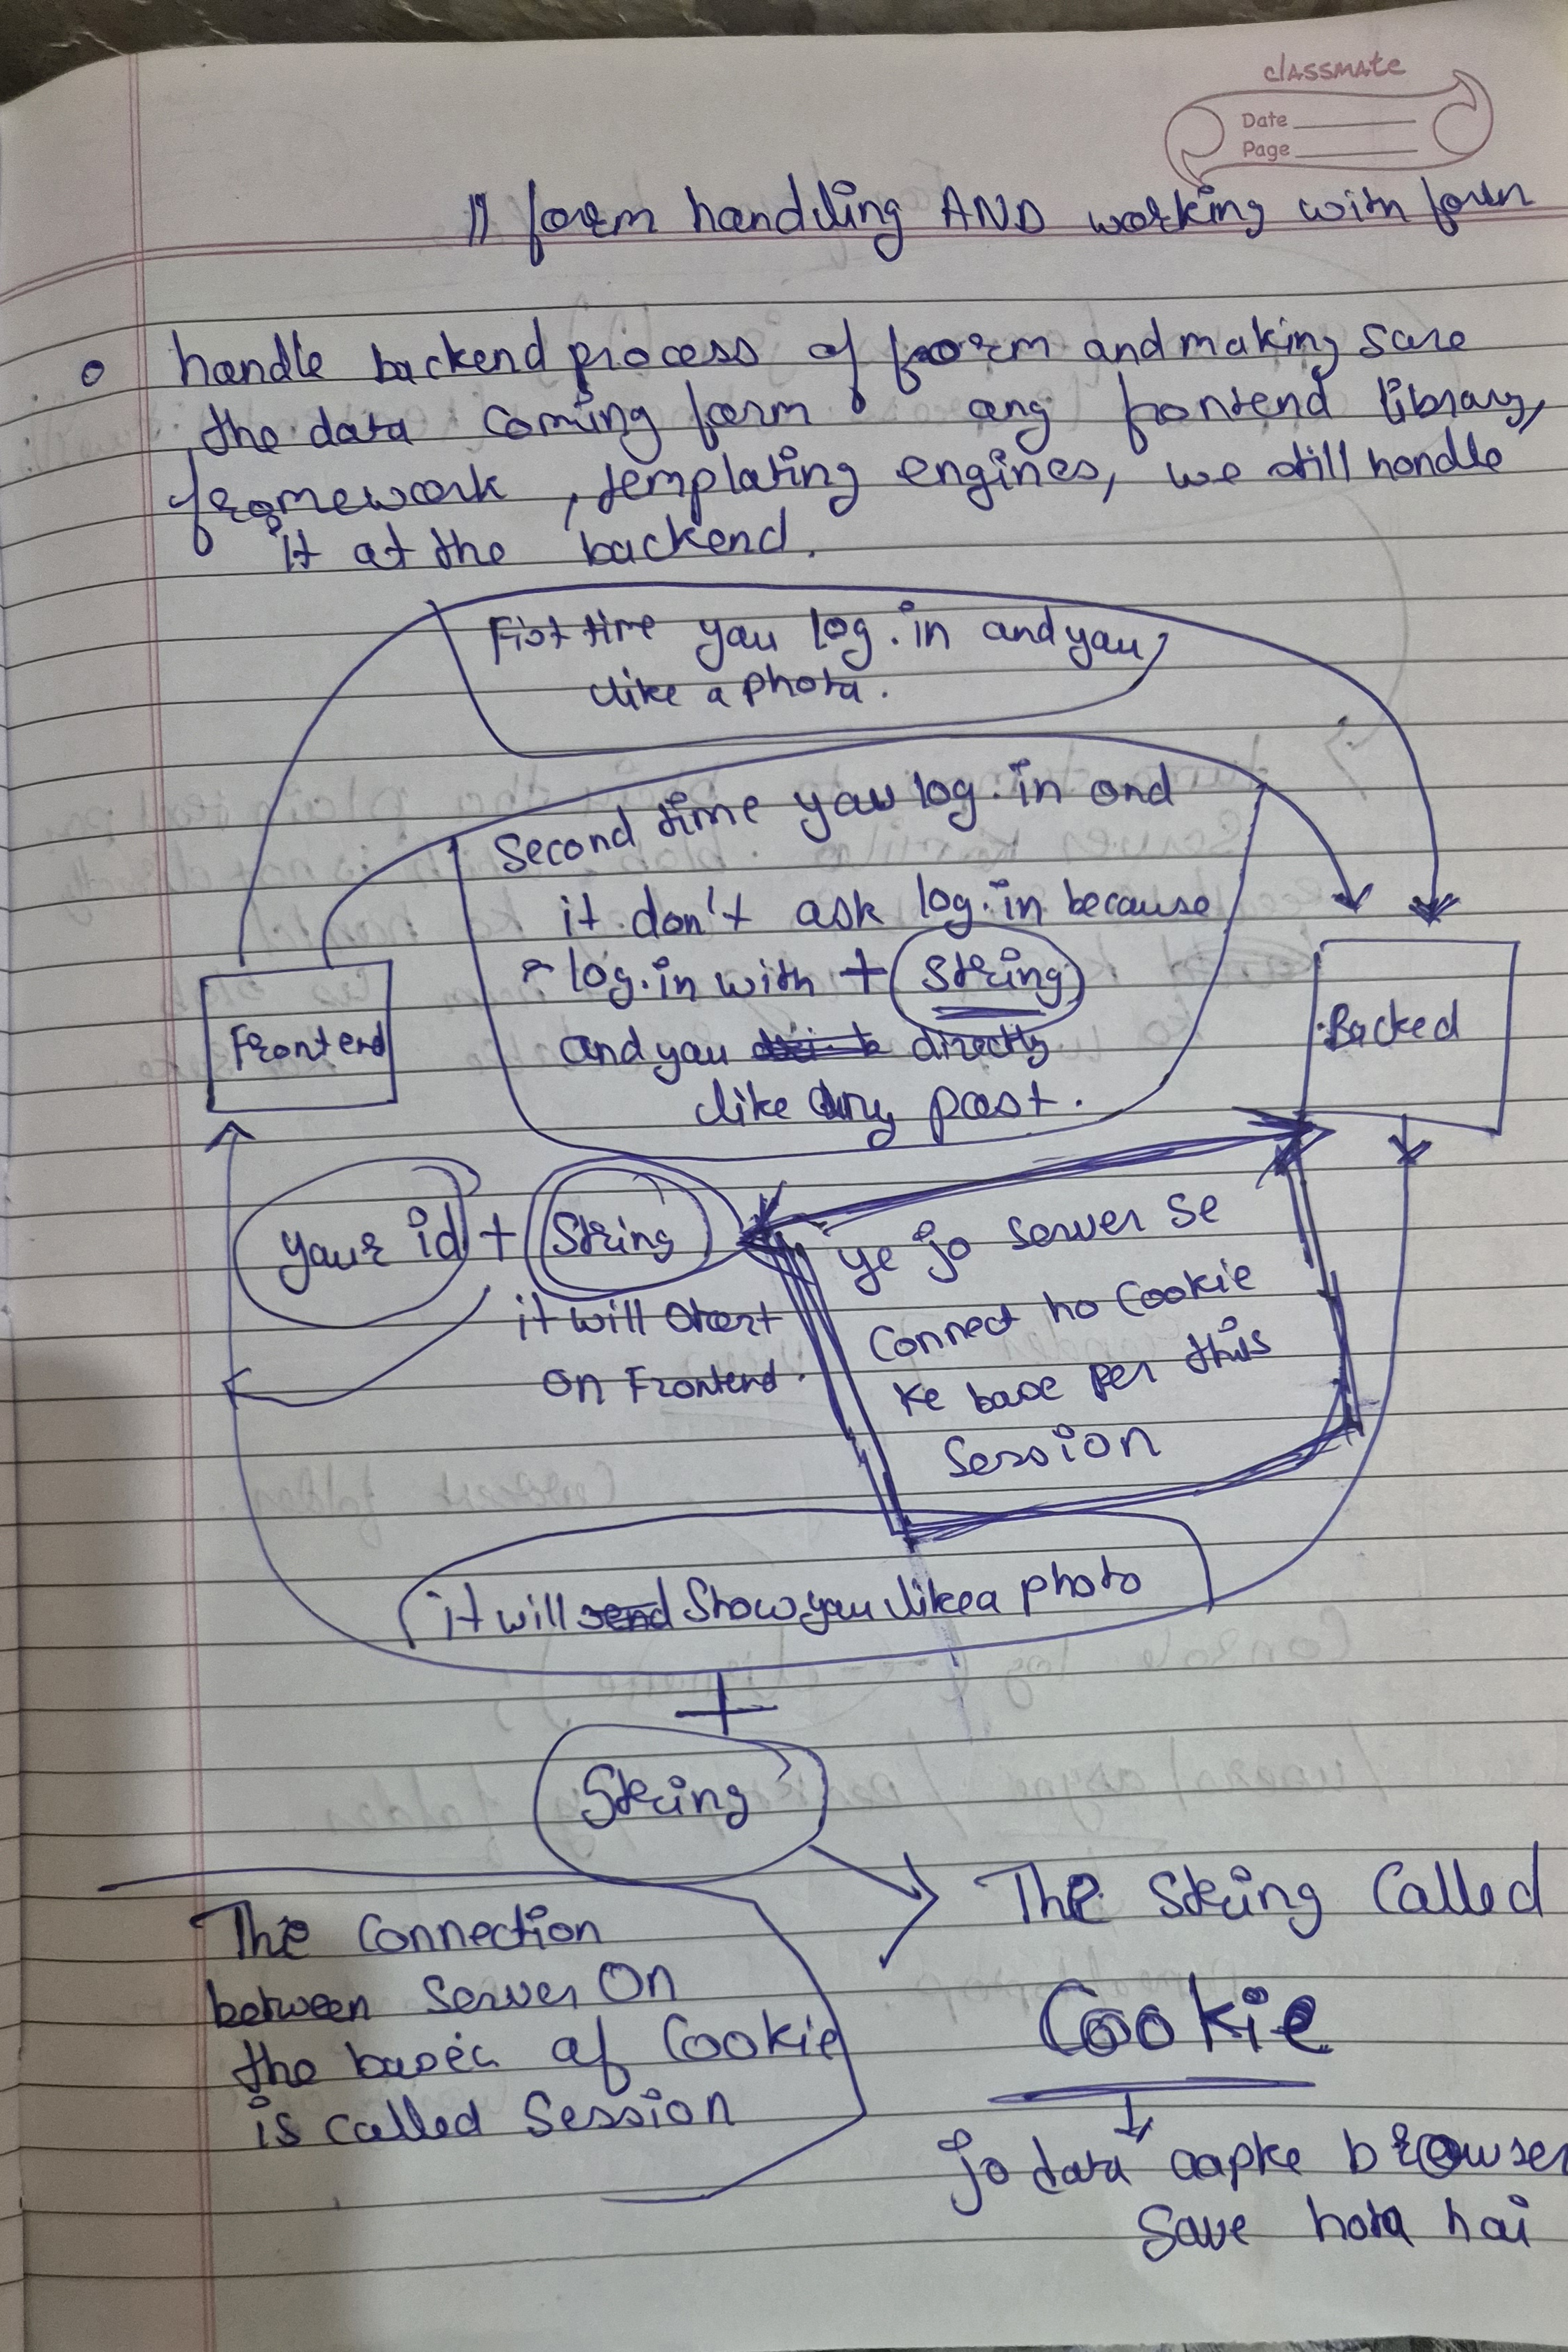 classmate
Date
Page
// form handling AND working with form
handle backend process of form and making sure
the data coming form any frontend library,
framework, templating engines, we still handle
it at the backend.
First time you log.in and you
like a photo.
Second time you log.in and
it don't ask log.in because
log.in with + String
and you directly
like any post.
Frontend
Backed
your id + String
it will
on Frontend.
ye jo server se
Connect ho Cookie
ke base per this
Session
it will send Show you like a photo
+
String
The String Called
Cookie
The Connection
between Server On
the basis of Cookie
is called Session
jo data aapke browser
Save hota hai